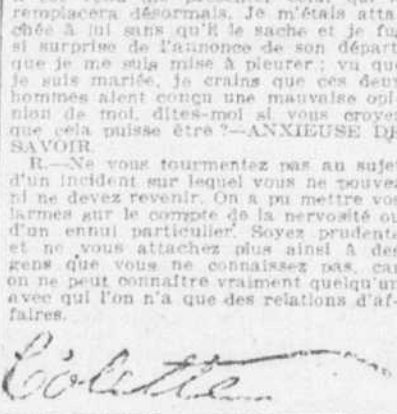 remplacera désormais. Je m'étais atta-
chée à lui sans qu'il le sache et je fus
si surprise de l'annonce de son départ
que je me suis mise à pleurer; vu que
je suis mariée, je crains que ces deux
hommes aient conçu une mauvaise opi-
nion de moi, dites-moi si vous croyez
que cela puisse être?—ANXIEUSE DE
SAVOIR.
R.—Ne vous tourmentez pas au sujet
d'un incident sur lequel vous ne pouvez
ni ne devez revenir. On a pu mettre vos
larmes sur le compte de la nervosité ou
d'un ennui particulier. Soyez prudente
et ne vous attachez plus ainsi à des
gens que vous ne connaissez pas, car
on ne peut connaître vraiment quelqu'un
avec qui l'on n'a que des relations d'af-
faires.
Colette